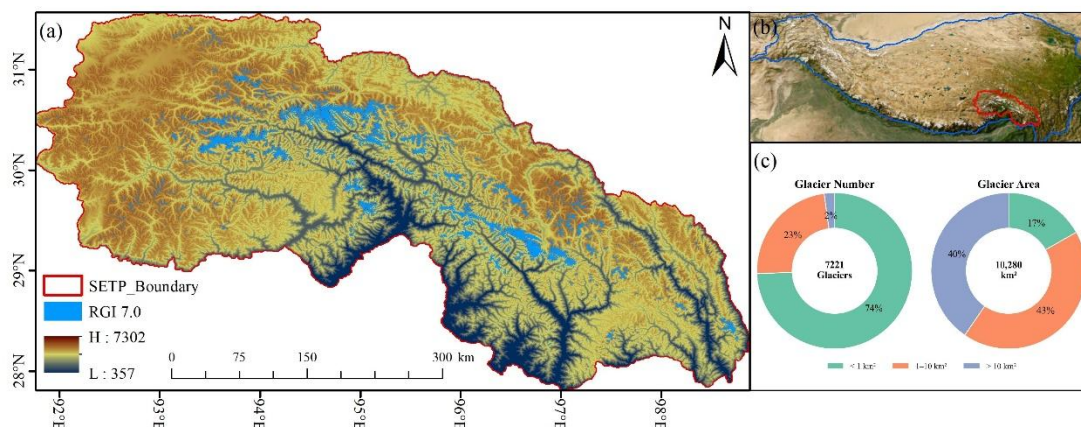 (a)
N
31°N
30°N
29°N
28°N
SETP_Boundary
RGI 7.0
H : 7302
L : 357
0 75 150 300 km
92°E
93°E
94°E
95°E
96°E
97°E
98°E
(b)
(c)
Glacier Number
2%
23%
7221
Glaciers
74%
Glacier Area
17%
40%
10,280
km²
43%
< 1 km²
1–10 km²
> 10 km²